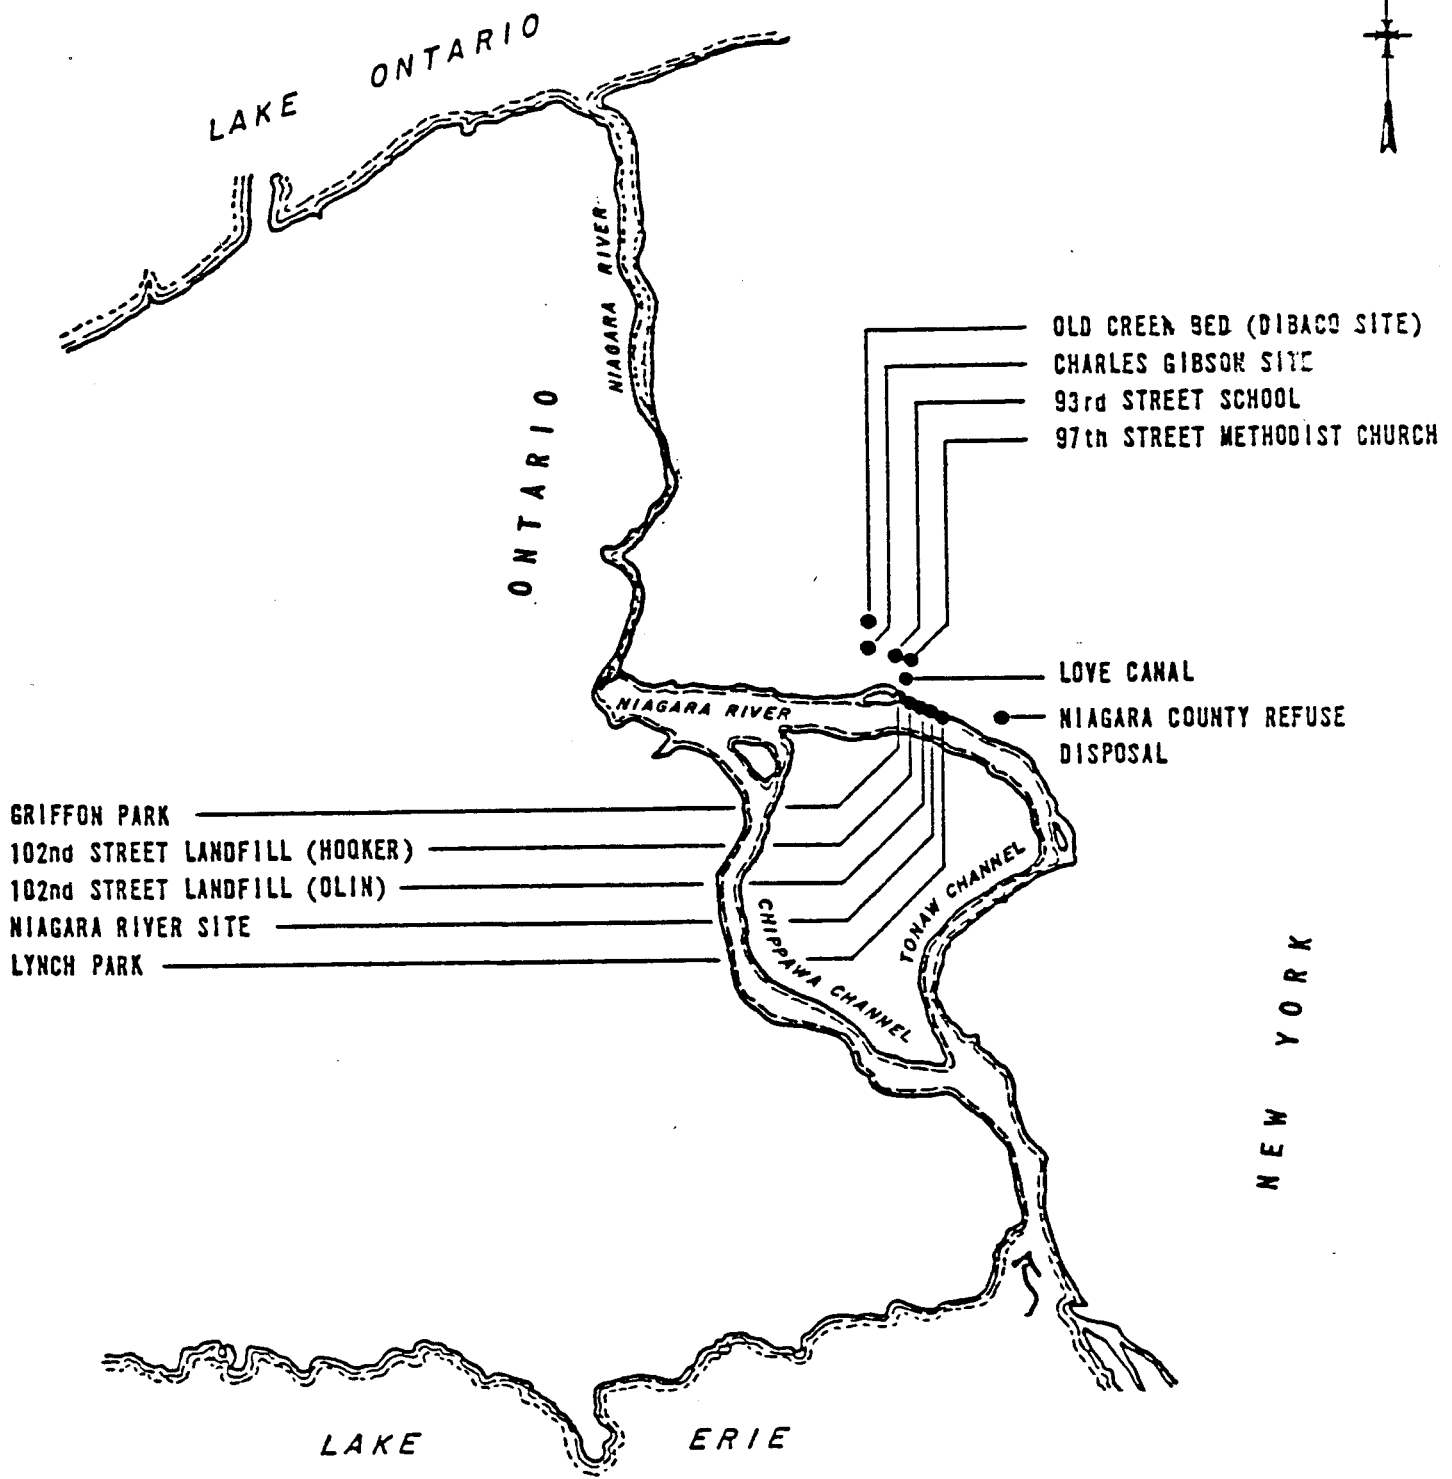 LAKE ONTARIO
NIAGARA RIVER
ONTARIO
OLD CREEK BED (DIBACO SITE)
CHARLES GIBSON SITE
93rd STREET SCHOOL
97th STREET METHODIST CHURCH
LOVE CANAL
NIAGARA RIVER
NIAGARA COUNTY REFUSE
DISPOSAL
GRIFFON PARK
102nd STREET LANDFILL (HOOKER)
102nd STREET LANDFILL (OLIN)
NIAGARA RIVER SITE
LYNCH PARK
TONAW CHANNEL
CHIPPAWA CHANNEL
NEW YORK
LAKE ERIE